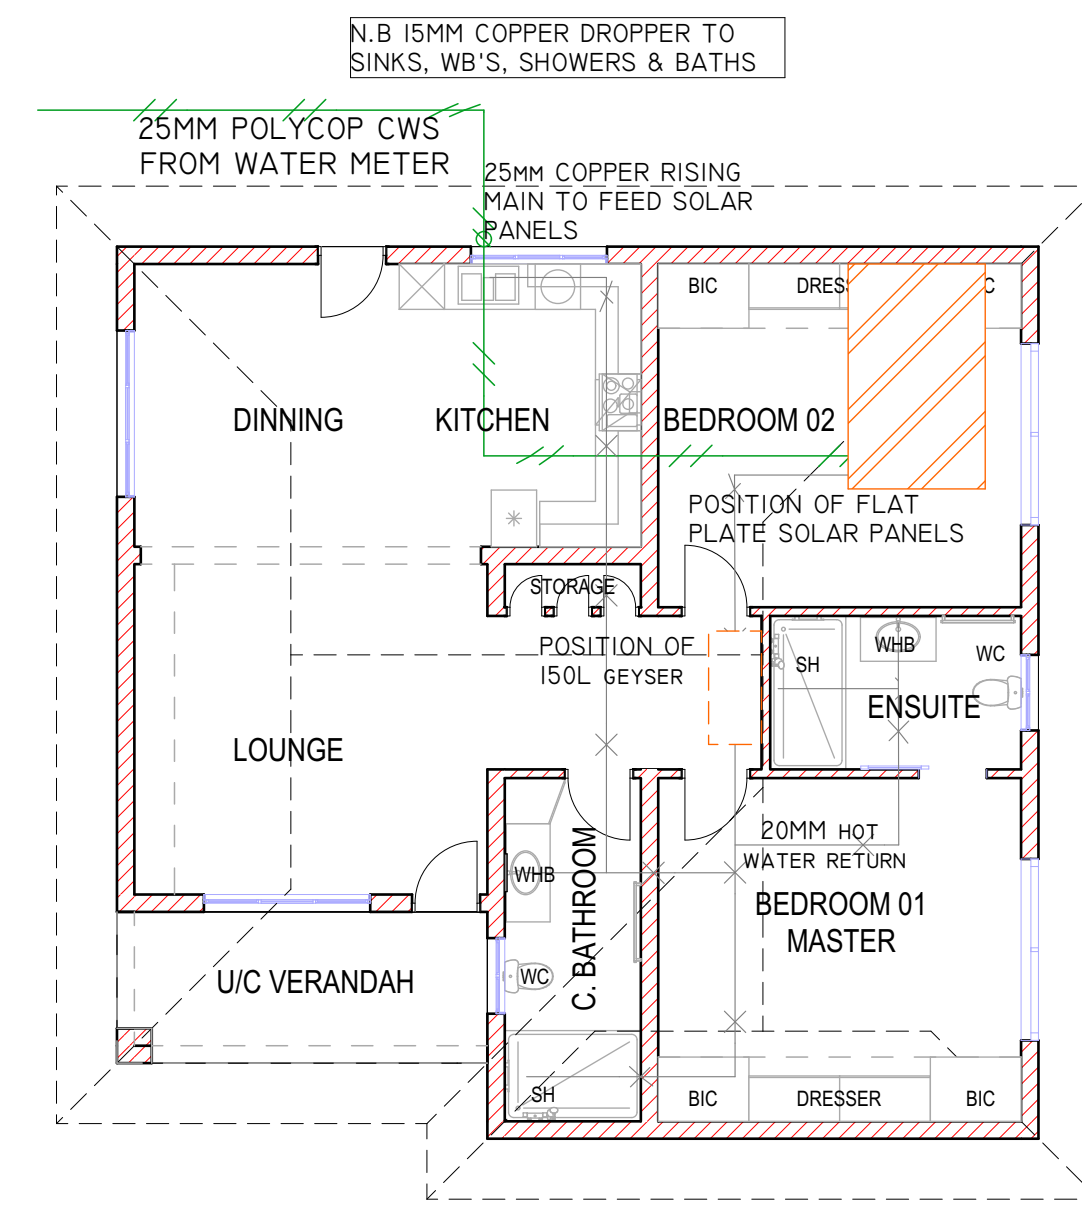 N.B 15MM COPPER DROPPER TO
SINKS, WB'S, SHOWERS & BATHS
25MM POLYCOP CWS
FROM WATER METER
25MM COPPER RISING
MAIN TO FEED SOLAR
PANELS
BIC
DRES
C
DINNING
KITCHEN
BEDROOM 02
POSITION OF FLAT
PLATE SOLAR PANELS
STORAGE
POSITION OF
150L GEYSER
SH
WHB
WC
ENSUITE
LOUNGE
20MM HOT
WATER RETURN
WHB
C. BATHROOM
BEDROOM 01
MASTER
U/C VERANDAH
WC
SH
BIC
DRESSER
BIC